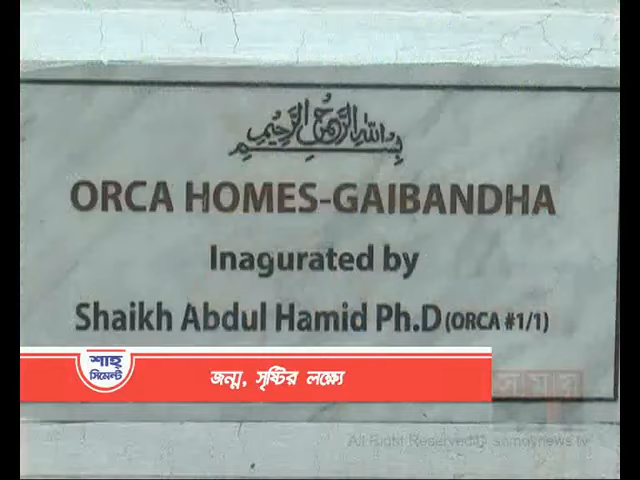 بسم الله الرحمن الرحيم
ORCA HOMES-GAIBANDHA
Inagurated by
Shaikh Abdul Hamid Ph.D (ORCA #1/1)
শাহ্
সিমেন্ট
জন্ম, সৃষ্টির লক্ষ্যে
সময়
All Right Reserved© somoynews.tv